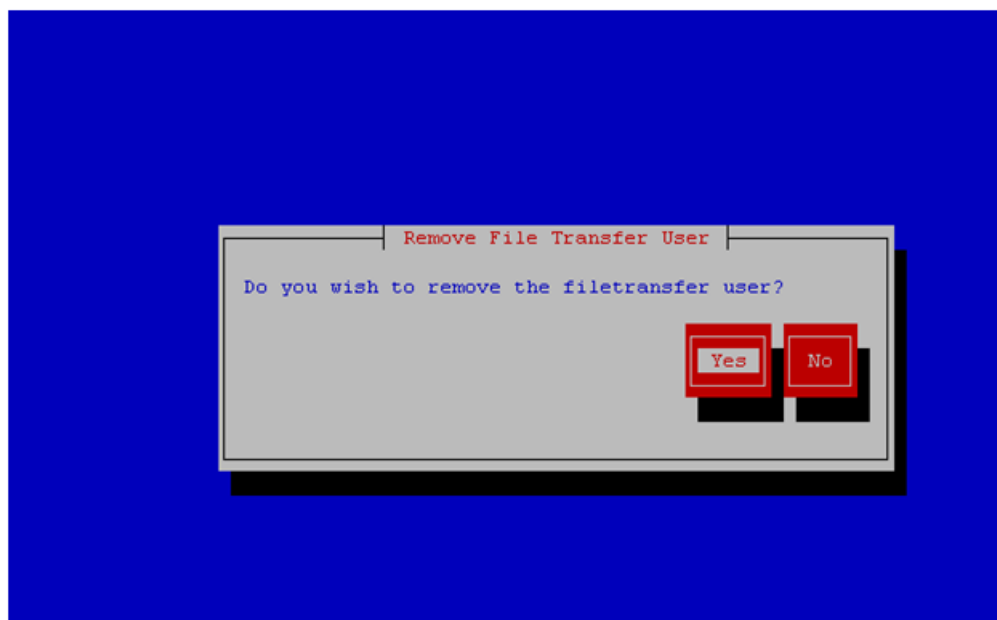 Remove File Transfer User
Do you wish to remove the filetransfer user?
Yes No